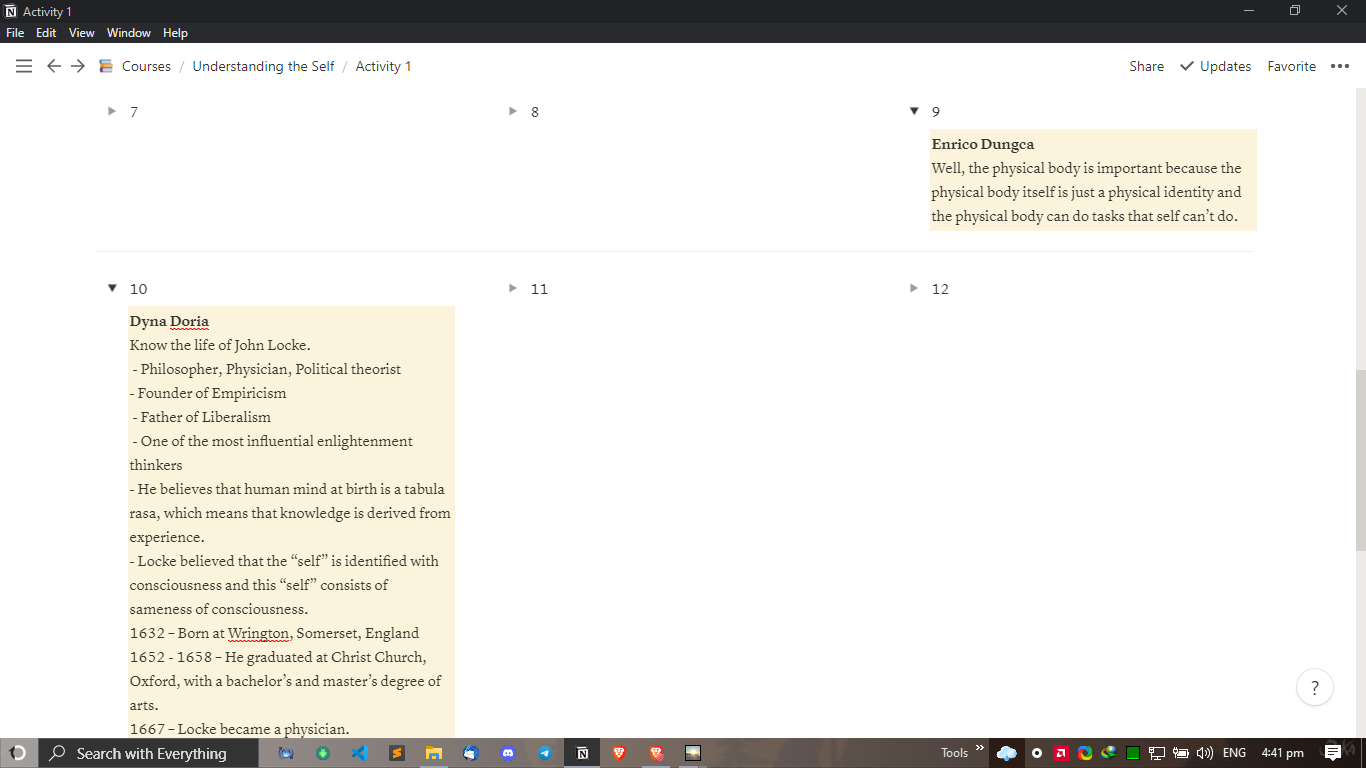 Activity 1
File Edit View Window Help
Courses / Understanding the Self / Activity 1
Share Updates Favorite
7
8
9
Enrico Dungca
Well, the physical body is important because the
physical body itself is just a physical identity and
the physical body can do tasks that self can’t do.
10
11
12
Dyna Doria
Know the life of John Locke.
- Philosopher, Physician, Political theorist
- Founder of Empiricism
- Father of Liberalism
- One of the most influential enlightenment
thinkers
- He believes that human mind at birth is a tabula
rasa, which means that knowledge is derived from
experience.
- Locke believed that the “self” is identified with
consciousness and this “self” consists of
sameness of consciousness.
1632 – Born at Wrington, Somerset, England
1652 - 1658 – He graduated at Christ Church,
Oxford, with a bachelor’s and master’s degree of
arts.
1667 – Locke became a physician.
?
Search with Everything
Tools »
ENG
4:41 pm